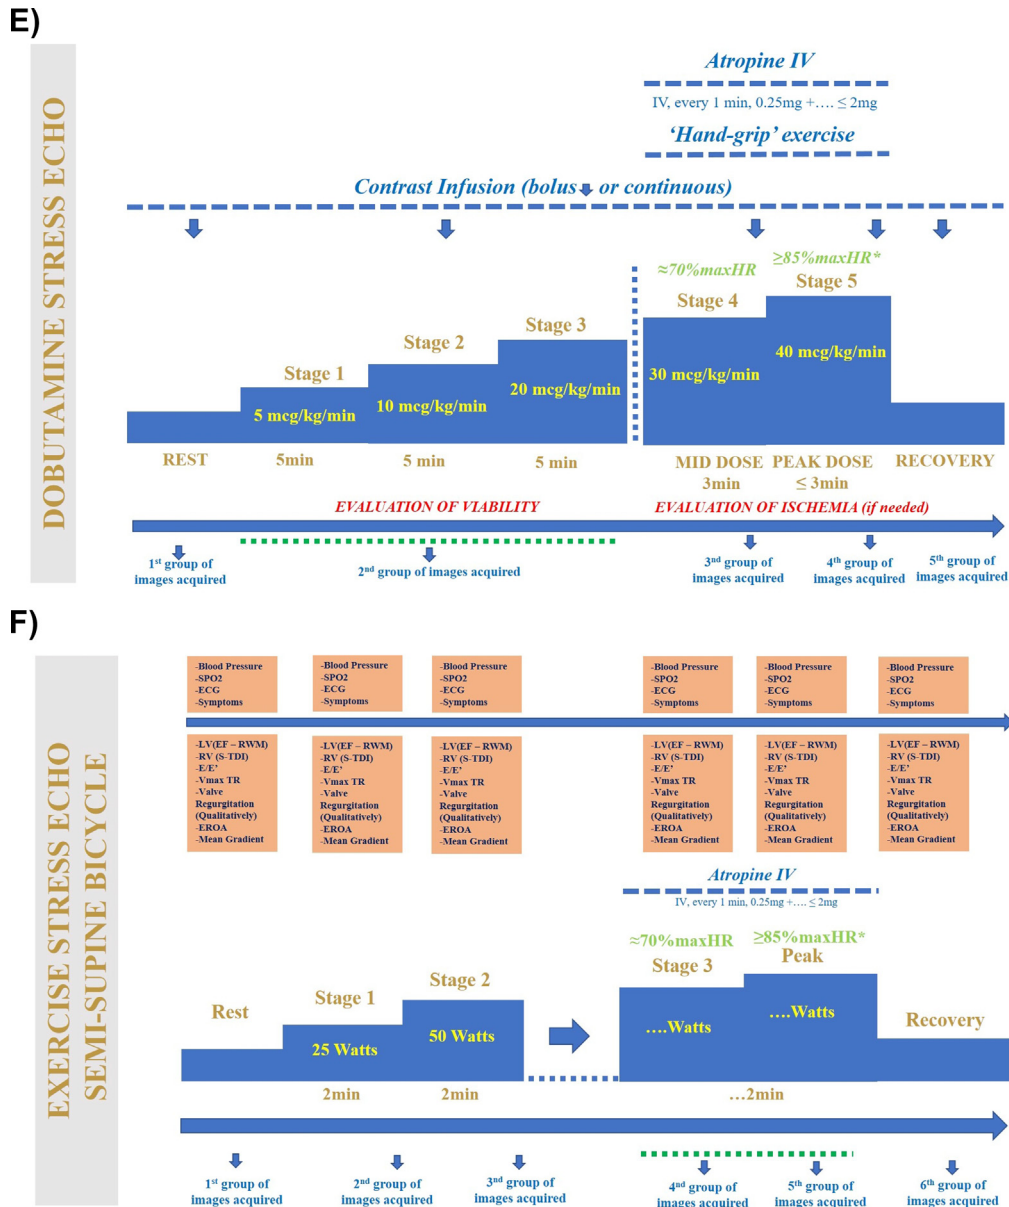 E)
DOBUTAMINE STRESS ECHO
Atropine IV
IV, every 1 min, 0.25mg +…. ≤ 2mg
‘Hand-grip’ exercise
Contrast Infusion (bolus or continuous)
≈70%maxHR
≥85%maxHR*
Stage 1
Stage 2
Stage 3
Stage 4
Stage 5
5 mcg/kg/min
10 mcg/kg/min
20 mcg/kg/min
30 mcg/kg/min
40 mcg/kg/min
REST
5min
5 min
5 min
MID DOSE
3min
PEAK DOSE
≤ 3min
RECOVERY
EVALUATION OF VIABILITY
EVALUATION OF ISCHEMIA (if needed)
1st group of
images acquired
2nd group of images acquired
3nd group of
images acquired
4th group of
images acquired
5th group of
images acquired
F)
EXERCISE STRESS ECHO
SEMI-SUPINE BICYCLE
-Blood Pressure
-SPO2
-ECG
-Symptoms
-Blood Pressure
-SPO2
-ECG
-Symptoms
-Blood Pressure
-SPO2
-ECG
-Symptoms
-Blood Pressure
-SPO2
-ECG
-Symptoms
-Blood Pressure
-SPO2
-ECG
-Symptoms
-Blood Pressure
-SPO2
-ECG
-Symptoms
-LV(EF – RWM)
-RV (S-TDI)
-E/E’
-Vmax TR
-Valve
Regurgitation
(Qualitatively)
-EROA
-Mean Gradient
-LV(EF – RWM)
-RV (S-TDI)
-E/E’
-Vmax TR
-Valve
Regurgitation
(Qualitatively)
-EROA
-Mean Gradient
-LV(EF – RWM)
-RV (S-TDI)
-E/E’
-Vmax TR
-Valve
Regurgitation
(Qualitatively)
-EROA
-Mean Gradient
-LV(EF – RWM)
-RV (S-TDI)
-E/E’
-Vmax TR
-Valve
Regurgitation
(Qualitatively)
-EROA
-Mean Gradient
-LV(EF – RWM)
-RV (S-TDI)
-E/E’
-Vmax TR
-Valve
Regurgitation
(Qualitatively)
-EROA
-Mean Gradient
-LV(EF – RWM)
-RV (S-TDI)
-E/E’
-Vmax TR
-Valve
Regurgitation
(Qualitatively)
-EROA
-Mean Gradient
Atropine IV
IV, every 1 min, 0.25mg +…. ≤ 2mg
≈70%maxHR
≥85%maxHR*
Rest
Stage 1
Stage 2
Stage 3
Peak
Recovery
25 Watts
50 Watts
….Watts
….Watts
2min
2min
…2min
1st group of
images acquired
2nd group of
images acquired
3nd group of
images acquired
4nd group of
images acquired
5th group of
images acquired
6th group of
images acquired